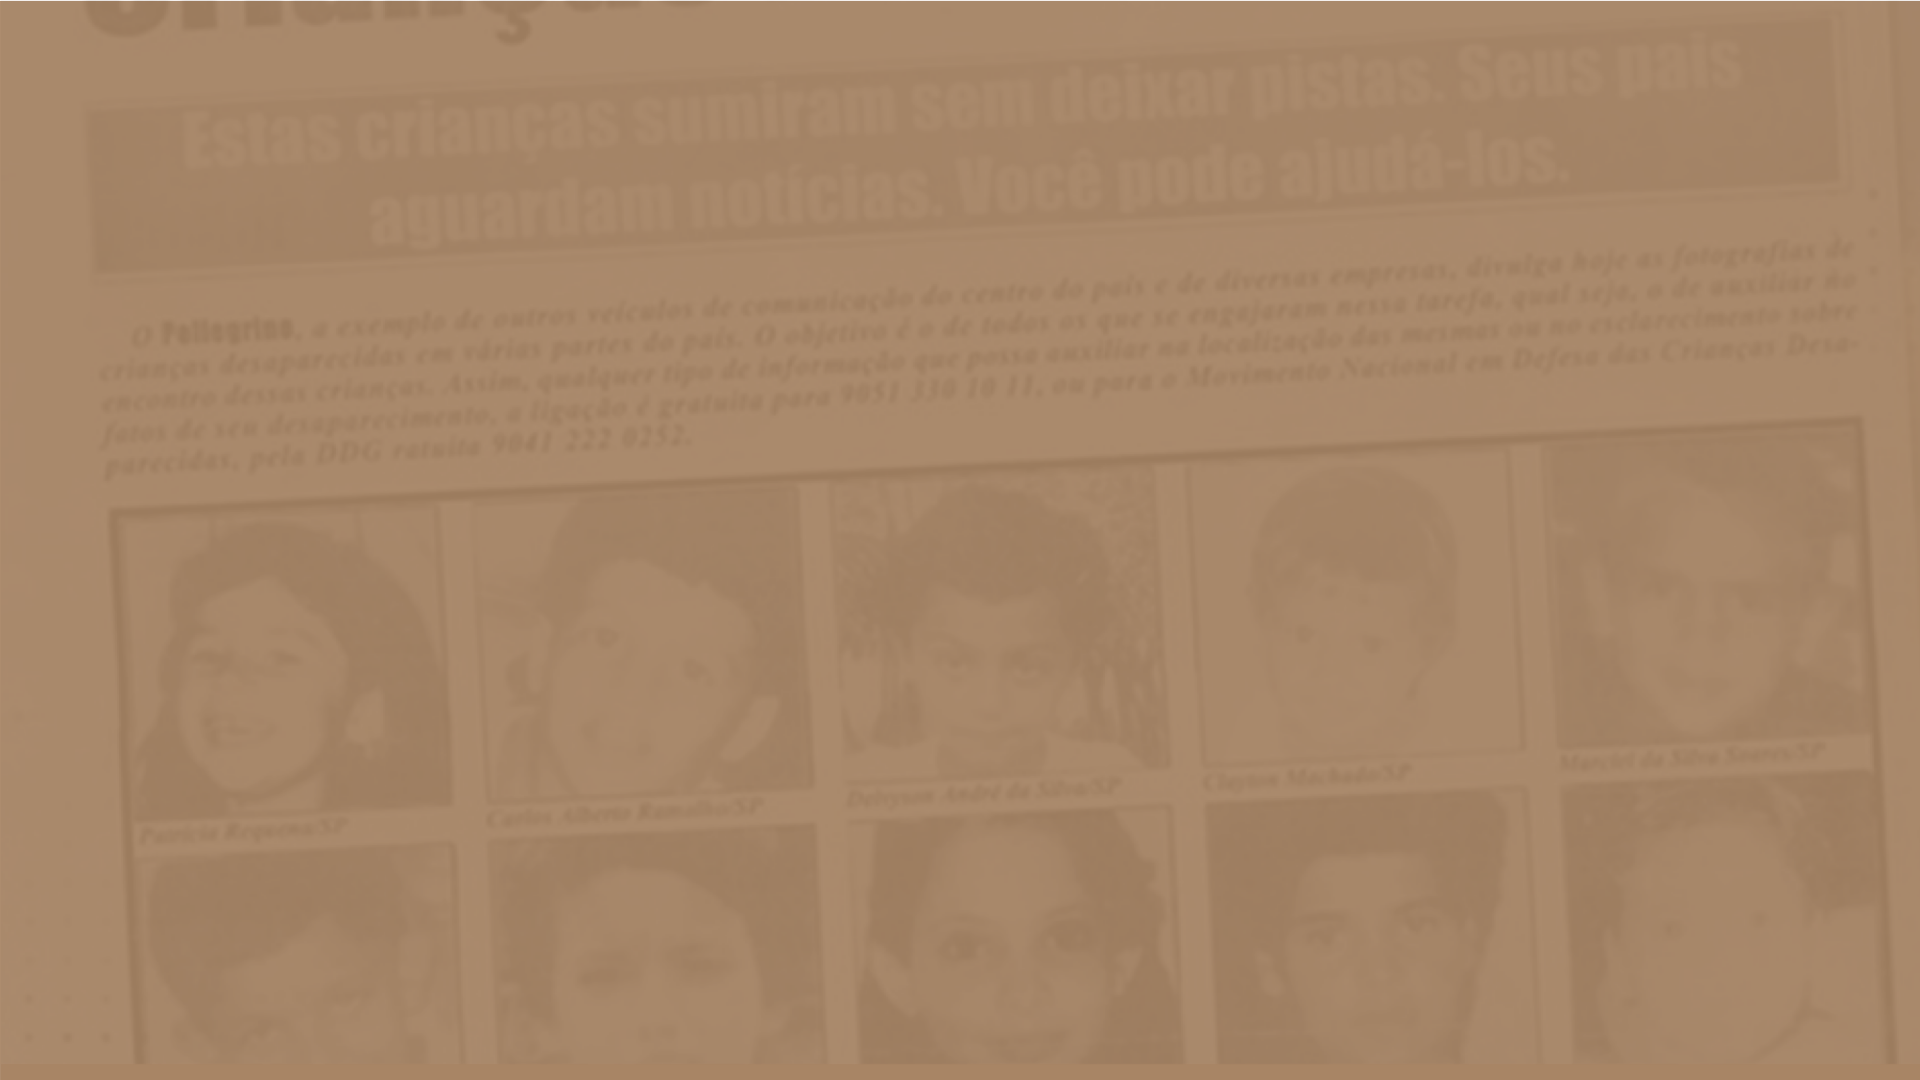 Estas crianças sumiram sem deixar pistas. Seus pais
aguardam notícias. Você pode ajudá-los.
O Pellegrino, a exemplo de outros veículos de comunicação do centro do país e de diversas empresas, divulga hoje as fotografias de
crianças desaparecidas em várias partes do país. O objetivo é o de todos os que se engajaram nessa tarefa, qual seja, o de auxiliar no
encontro dessas crianças. Assim, qualquer tipo de informação que possa auxiliar na localização das mesmas ou no esclarecimento sobre
fatos de seu desaparecimento, a ligação é gratuita para 9051 330 10 11, ou para o Movimento Nacional em Defesa das Crianças Desa-
parecidas, pela DDG ratuita 9041 222 0252.
Patrícia Requena/SP
Carlos Alberto Ramalho/SP
André da Silva/SP
Clayton Machado/SP
Marciel da Silva Soares/SP